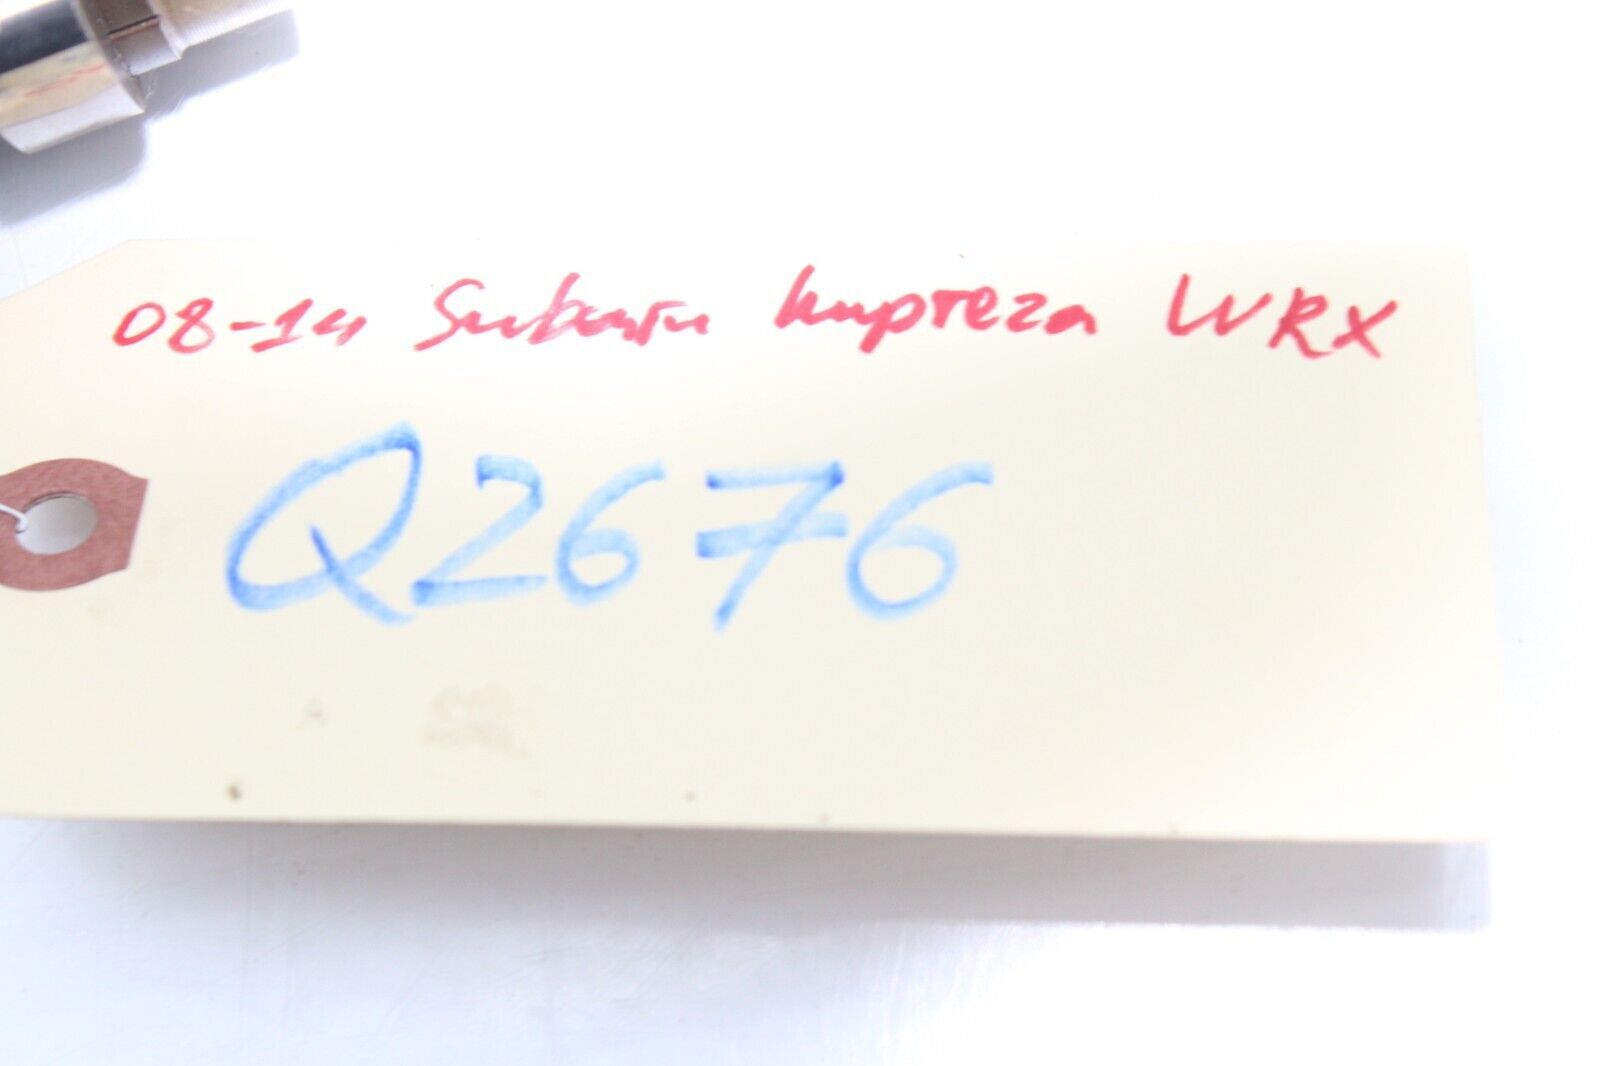 08-14 Subaru Impreza WRX
Q2676